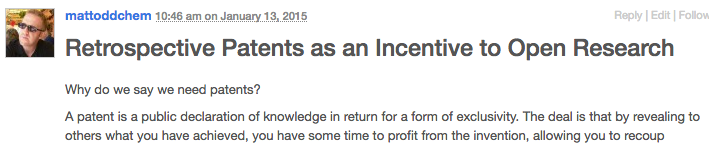 mattoddchem 10:46 am on January 13, 2015 Reply | Edit | Follow
Retrospective Patents as an Incentive to Open Research
Why do we say we need patents?
A patent is a public declaration of knowledge in return for a form of exclusivity. The deal is that by revealing to
others what you have achieved, you have some time to profit from the invention, allowing you to recoup